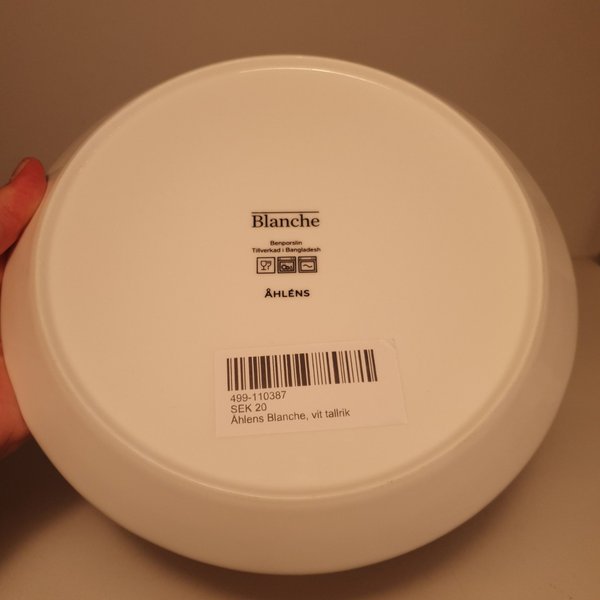 Blanche
Benporslin
Tillverkad i Bangladesh
ÅHLÉNS
499-110387
SEK 20
Åhlens Blanche, vit tallrik